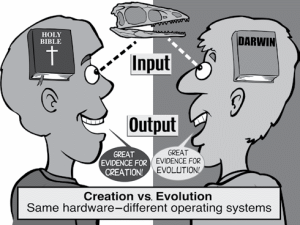 HOLY
BIBLE
DARWIN
Input
Output
GREAT
EVIDENCE FOR
CREATION!
GREAT
EVIDENCE FOR
EVOLUTION!
Creation vs. Evolution
Same hardware–different operating systems